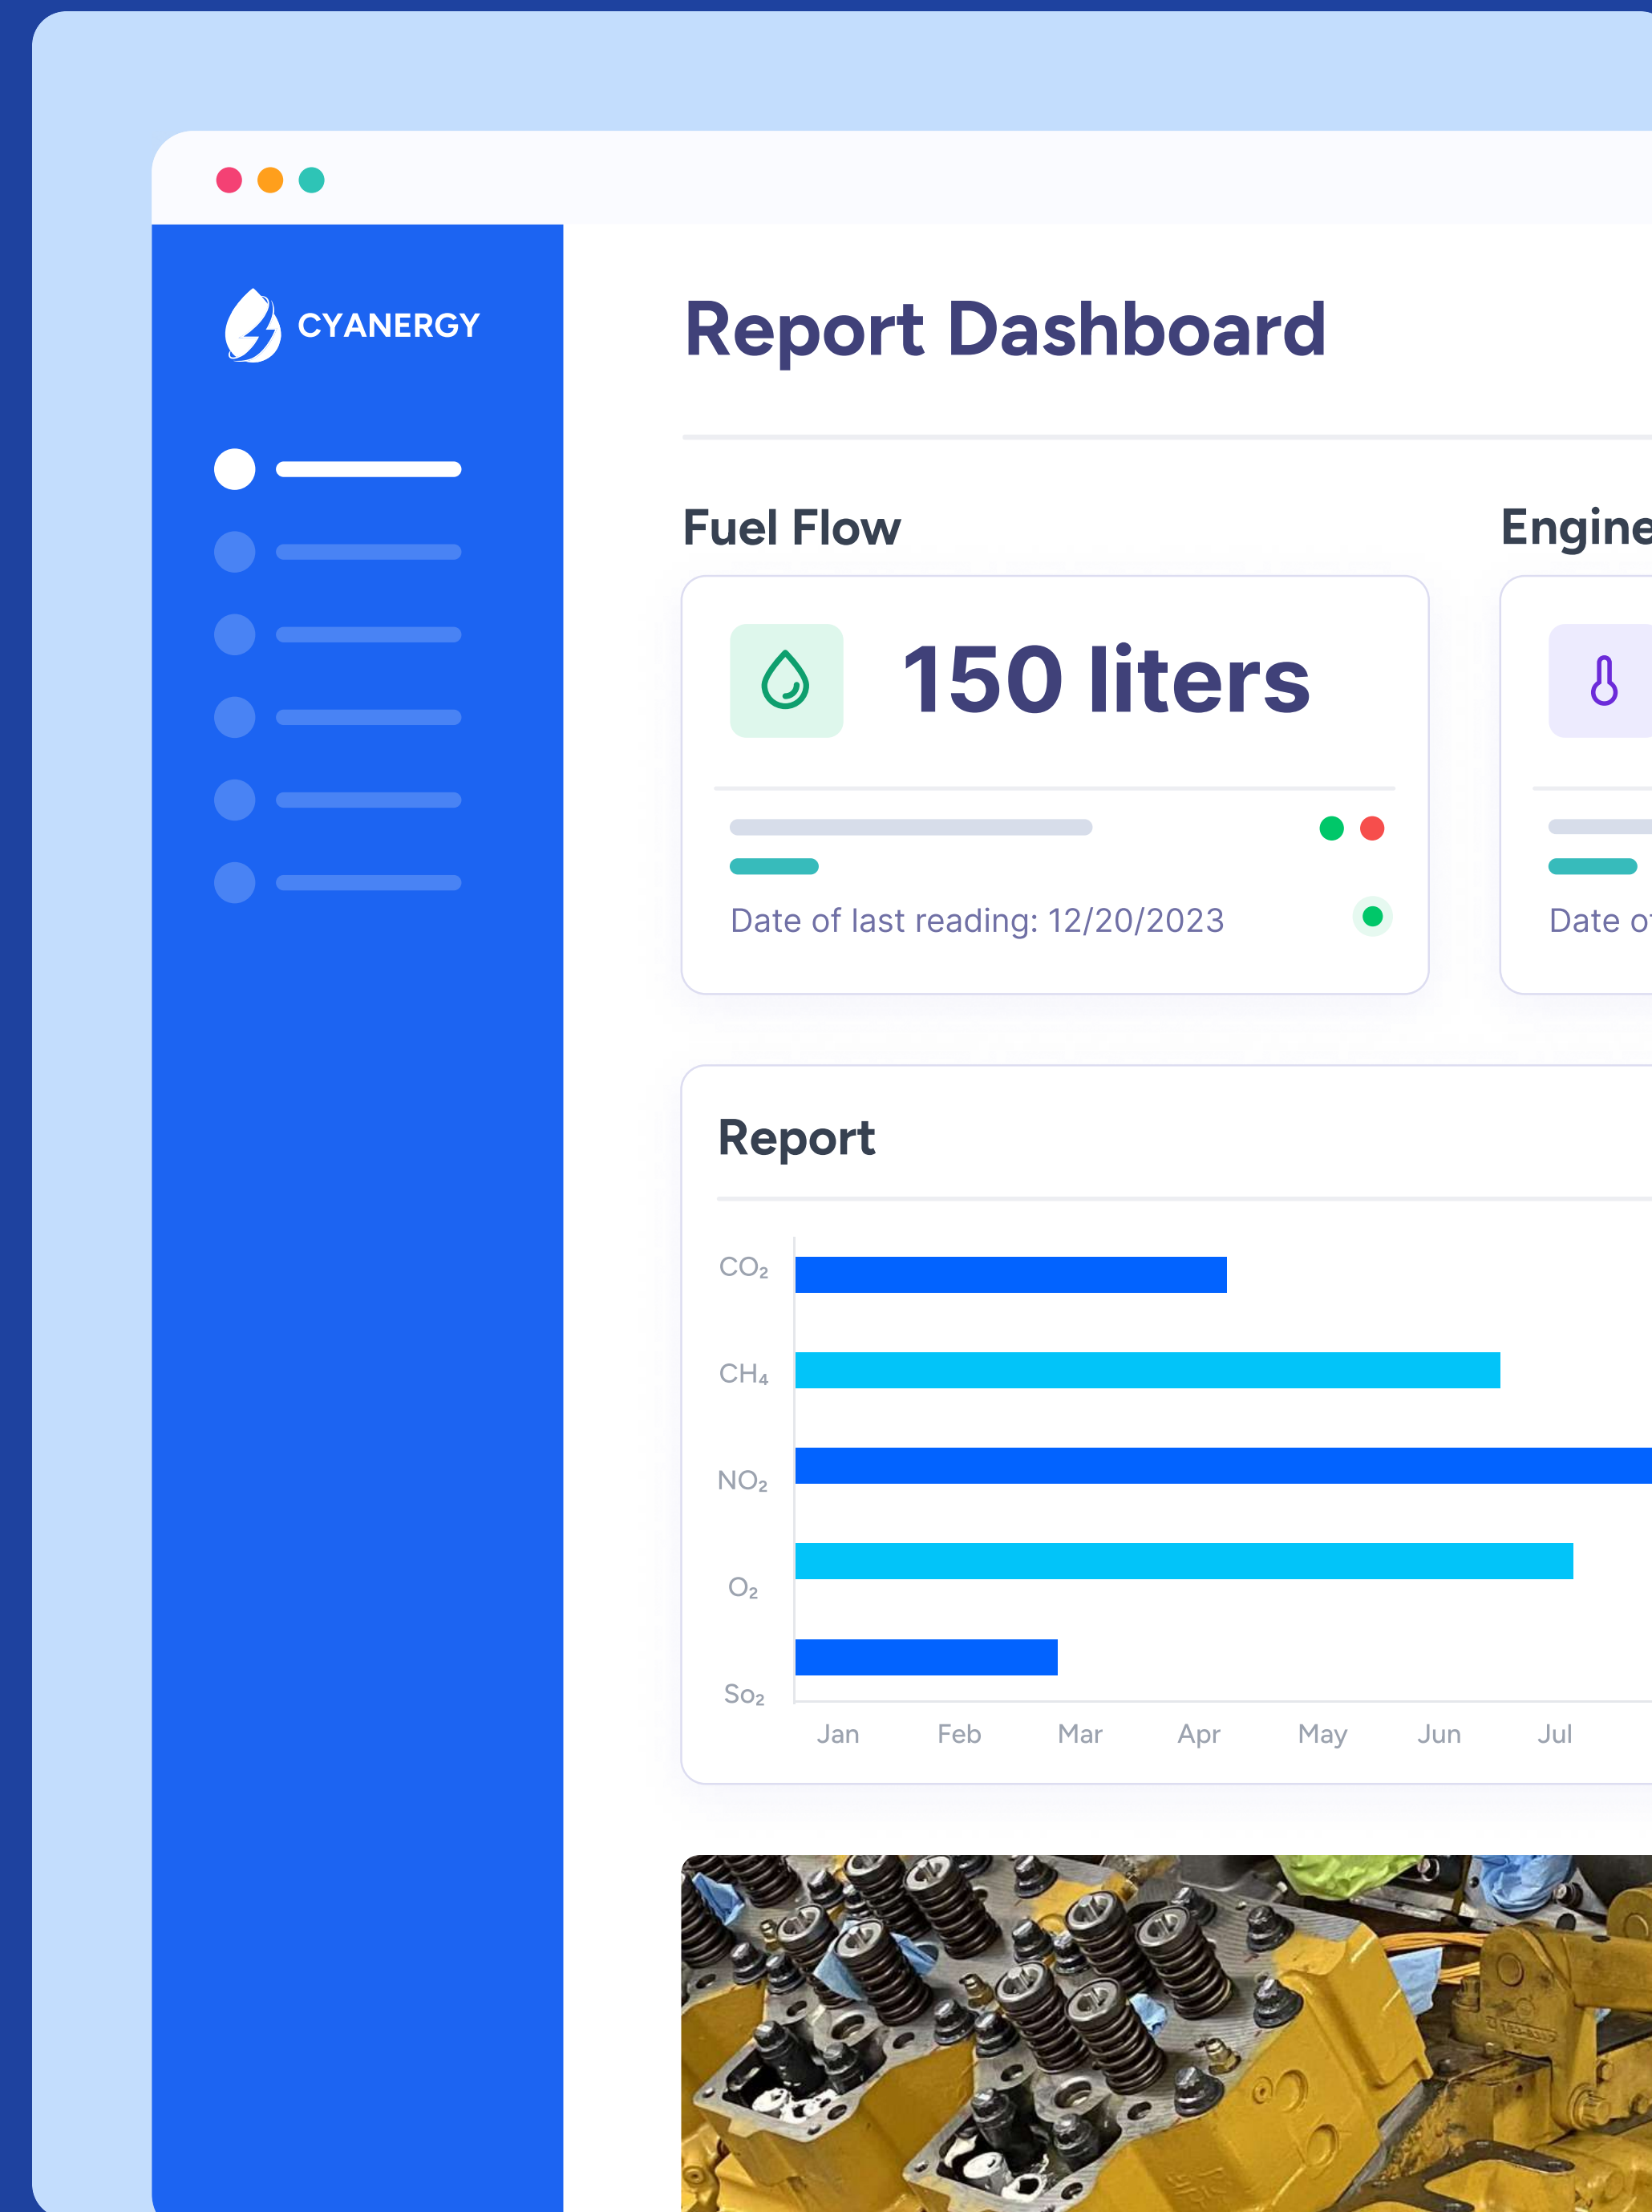 CYANERGY
Report Dashboard
Fuel Flow
Engine
150 liters
Date of last reading: 12/20/2023
Date
Report
CO₂
CH₄
NO₂
O₂
So₂
Jan Feb Mar Apr May Jun Jul